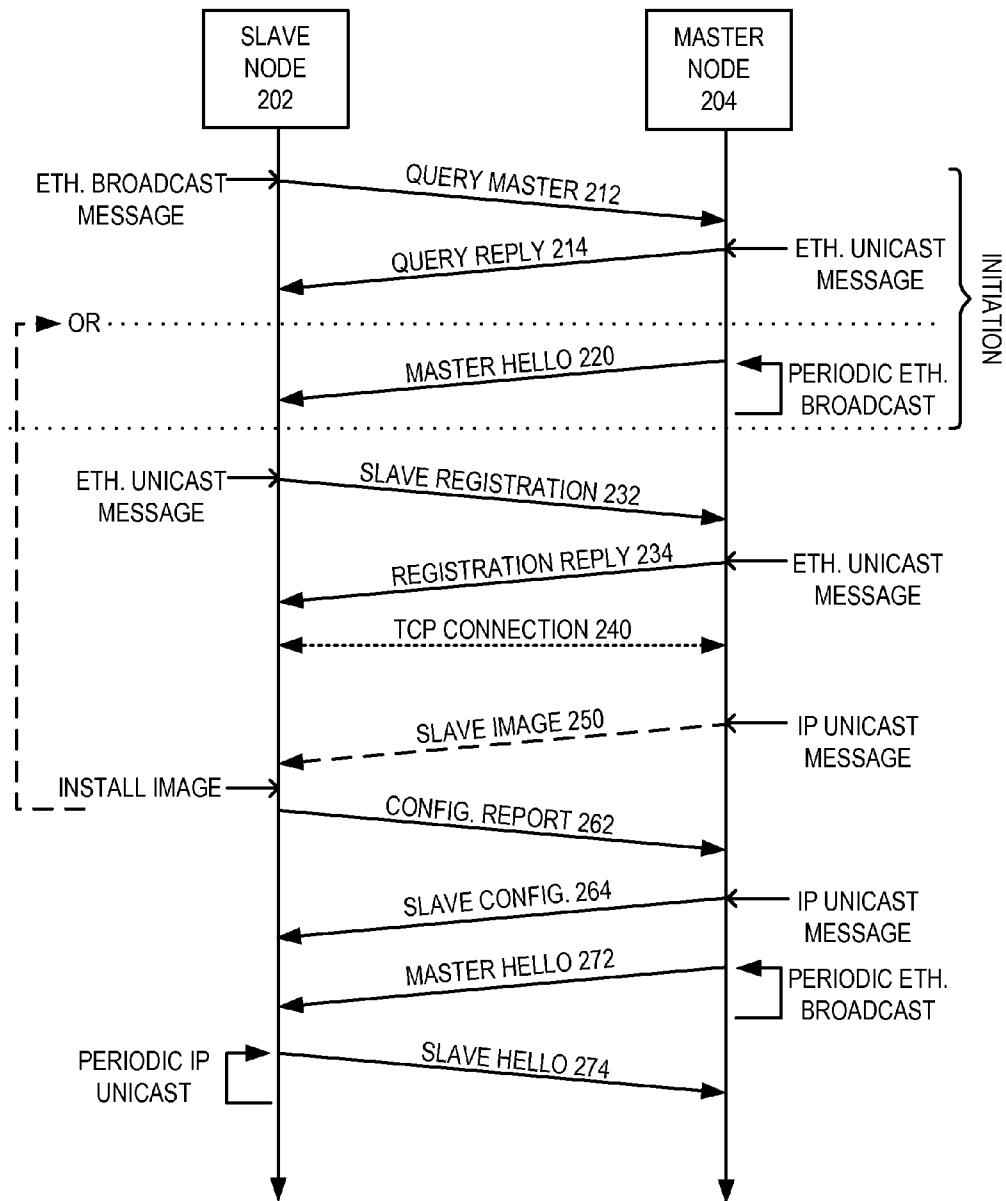 SLAVE
NODE
202
MASTER
NODE
204
ETH. BROADCAST
MESSAGE
QUERY MASTER 212
QUERY REPLY 214
ETH. UNICAST
MESSAGE
INITIATION
OR
MASTER HELLO 220
PERIODIC ETH.
BROADCAST
ETH. UNICAST
MESSAGE
SLAVE REGISTRATION 232
REGISTRATION REPLY 234
ETH. UNICAST
MESSAGE
TCP CONNECTION 240
SLAVE IMAGE 250
IP UNICAST
MESSAGE
INSTALL IMAGE
CONFIG. REPORT 262
SLAVE CONFIG. 264
IP UNICAST
MESSAGE
MASTER HELLO 272
PERIODIC ETH.
BROADCAST
PERIODIC IP
UNICAST
SLAVE HELLO 274